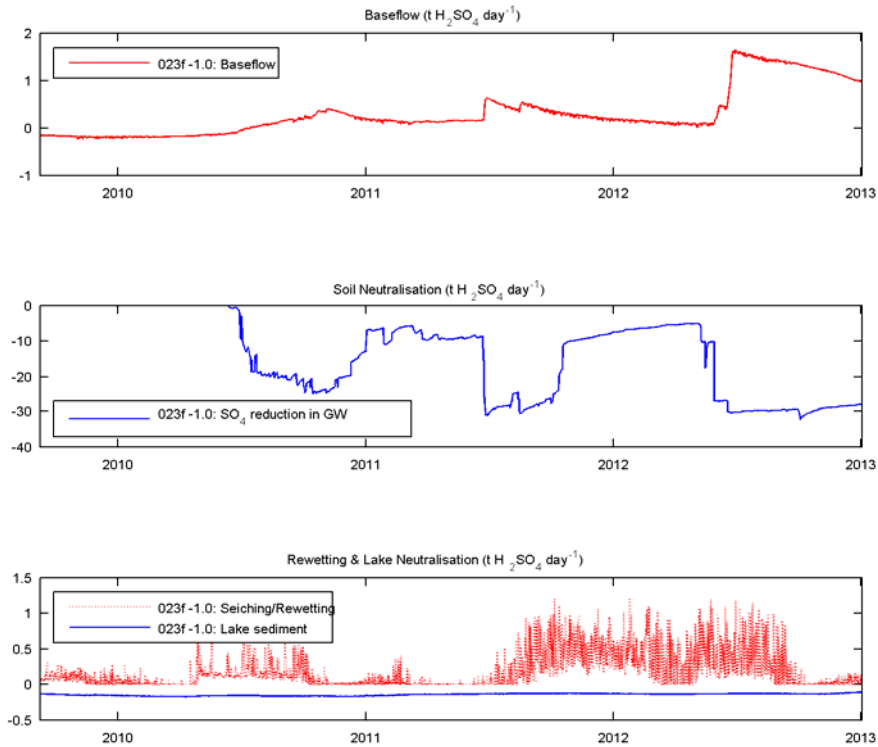 Baseflow (t H₂SO₄ day⁻¹)
023f -1.0: Baseflow
2
1
0
-1
2010 2011 2012 2013
Soil Neutralisation (t H₂SO₄ day⁻¹)
0
-10
-20
-30
-40
023f -1.0: SO₄ reduction in GW
2010 2011 2012 2013
Rewetting & Lake Neutralisation (t H₂SO₄ day⁻¹)
1.5
1
0.5
0
-0.5
023f -1.0: Seiching/Rewetting
023f -1.0: Lake sediment
2010 2011 2012 2013